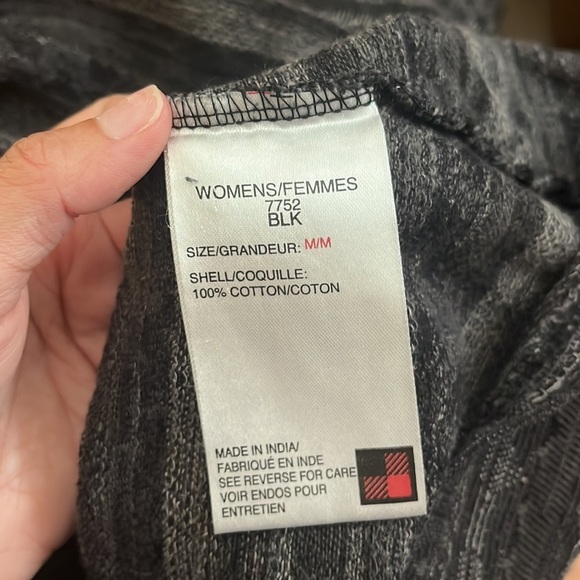 WOMENS/FEMMES
7752
BLK
SIZE/GRANDEUR: M/M
SHELL/COQUILLE:
100% COTTON/COTON
MADE IN INDIA/
FABRIQUÉ EN INDE
SEE REVERSE FOR CARE
VOIR ENDOS POUR
ENTRETIEN